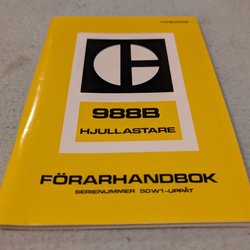 988B
HJULLASTARE
FÖRARHANDBOK
SERIENUMMER 50W1-UPPÅT